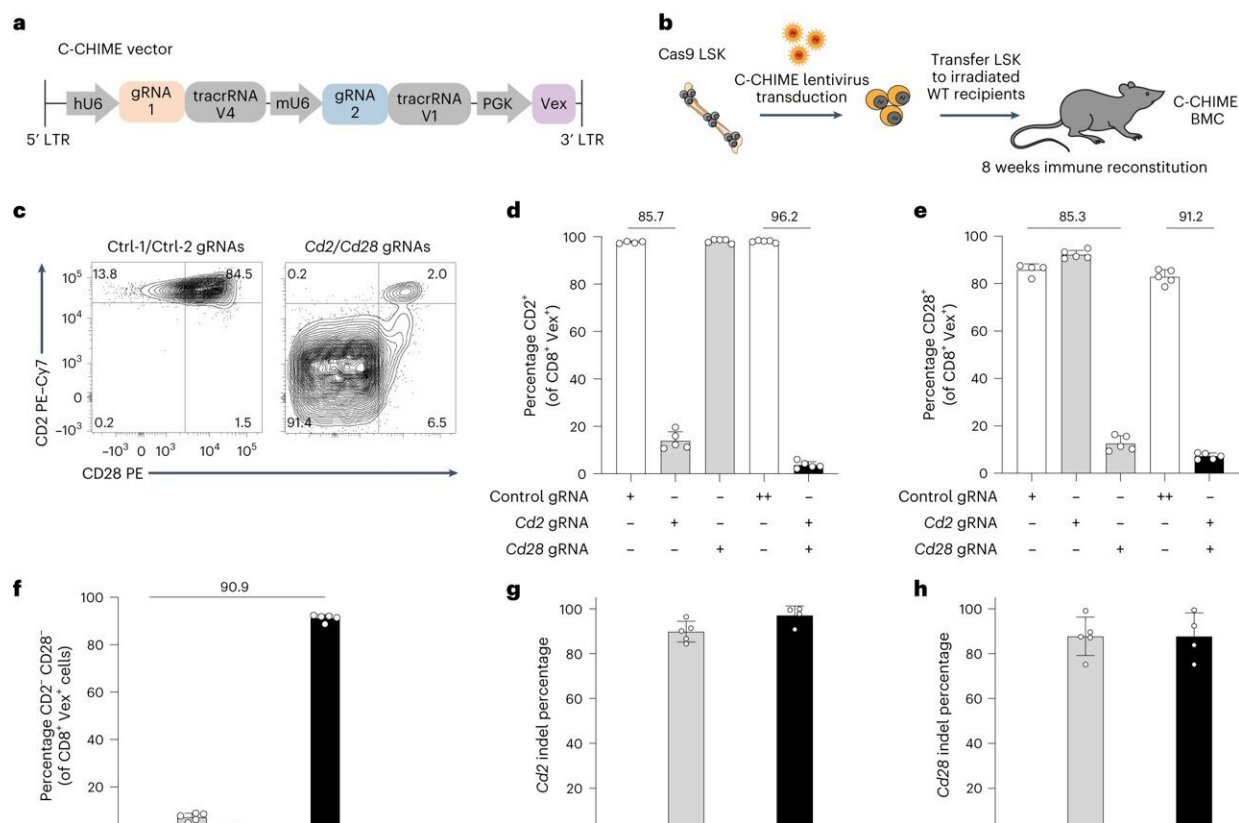 a
C-CHIME vector
hU6
gRNA
1
tracrRNA
V4
mU6
gRNA
2
tracrRNA
V1
PGK
Vex
5′ LTR
3′ LTR
b
Cas9 LSK
C-CHIME lentivirus
transduction
Transfer LSK
to irradiated
WT recipients
C-CHIME
BMC
8 weeks immune reconstitution
c
Ctrl-1/Ctrl-2 gRNAs
Cd2/Cd28 gRNAs
CD2 PE–Cy7
10⁵
10⁴
10³
0
–10³
13.8
84.5
0.2
1.5
0.2
2.0
91.4
6.5
–10³ 0 10³ 10⁴ 10⁵
–10³ 0 10³ 10⁴ 10⁵
CD28 PE
d
85.7
96.2
Percentage CD2⁺
(of CD8⁺ Vex⁺)
100
80
60
40
20
0
Control gRNA + – – ++ –
Cd2 gRNA – + – – +
Cd28 gRNA – – + – +
e
85.3
91.2
Percentage CD28⁺
(of CD8⁺ Vex⁺)
100
80
60
40
20
0
Control gRNA + – – ++ –
Cd2 gRNA – + – – +
Cd28 gRNA – – + – +
f
90.9
Percentage CD2⁻ CD28⁻
(of CD8⁺ Vex⁺ cells)
100
80
60
40
20
g
Cd2 indel percentage
100
80
60
40
20
h
Cd28 indel percentage
100
80
60
40
20